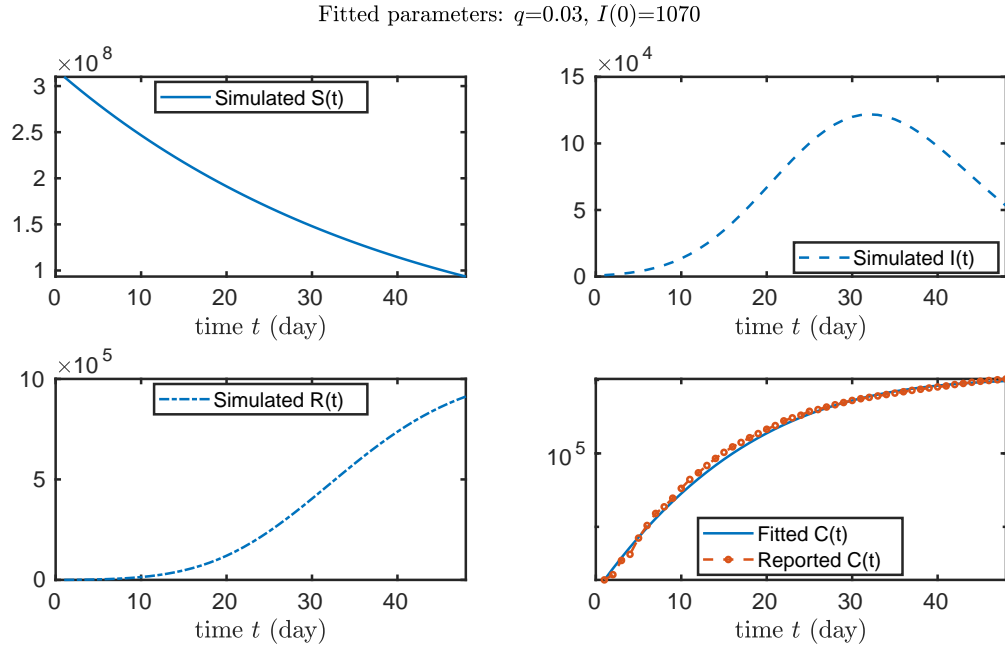 Fitted parameters: q=0.03, I(0)=1070
×10^8
3
2.5
2
1.5
1
0 10 20 30 40
time t (day)
Simulated S(t)
×10^4
15
10
5
0
0 10 20 30 40
time t (day)
Simulated I(t)
×10^5
10
5
0
0 10 20 30 40
time t (day)
Simulated R(t)
10^5
0 10 20 30 40
time t (day)
Fitted C(t)
Reported C(t)